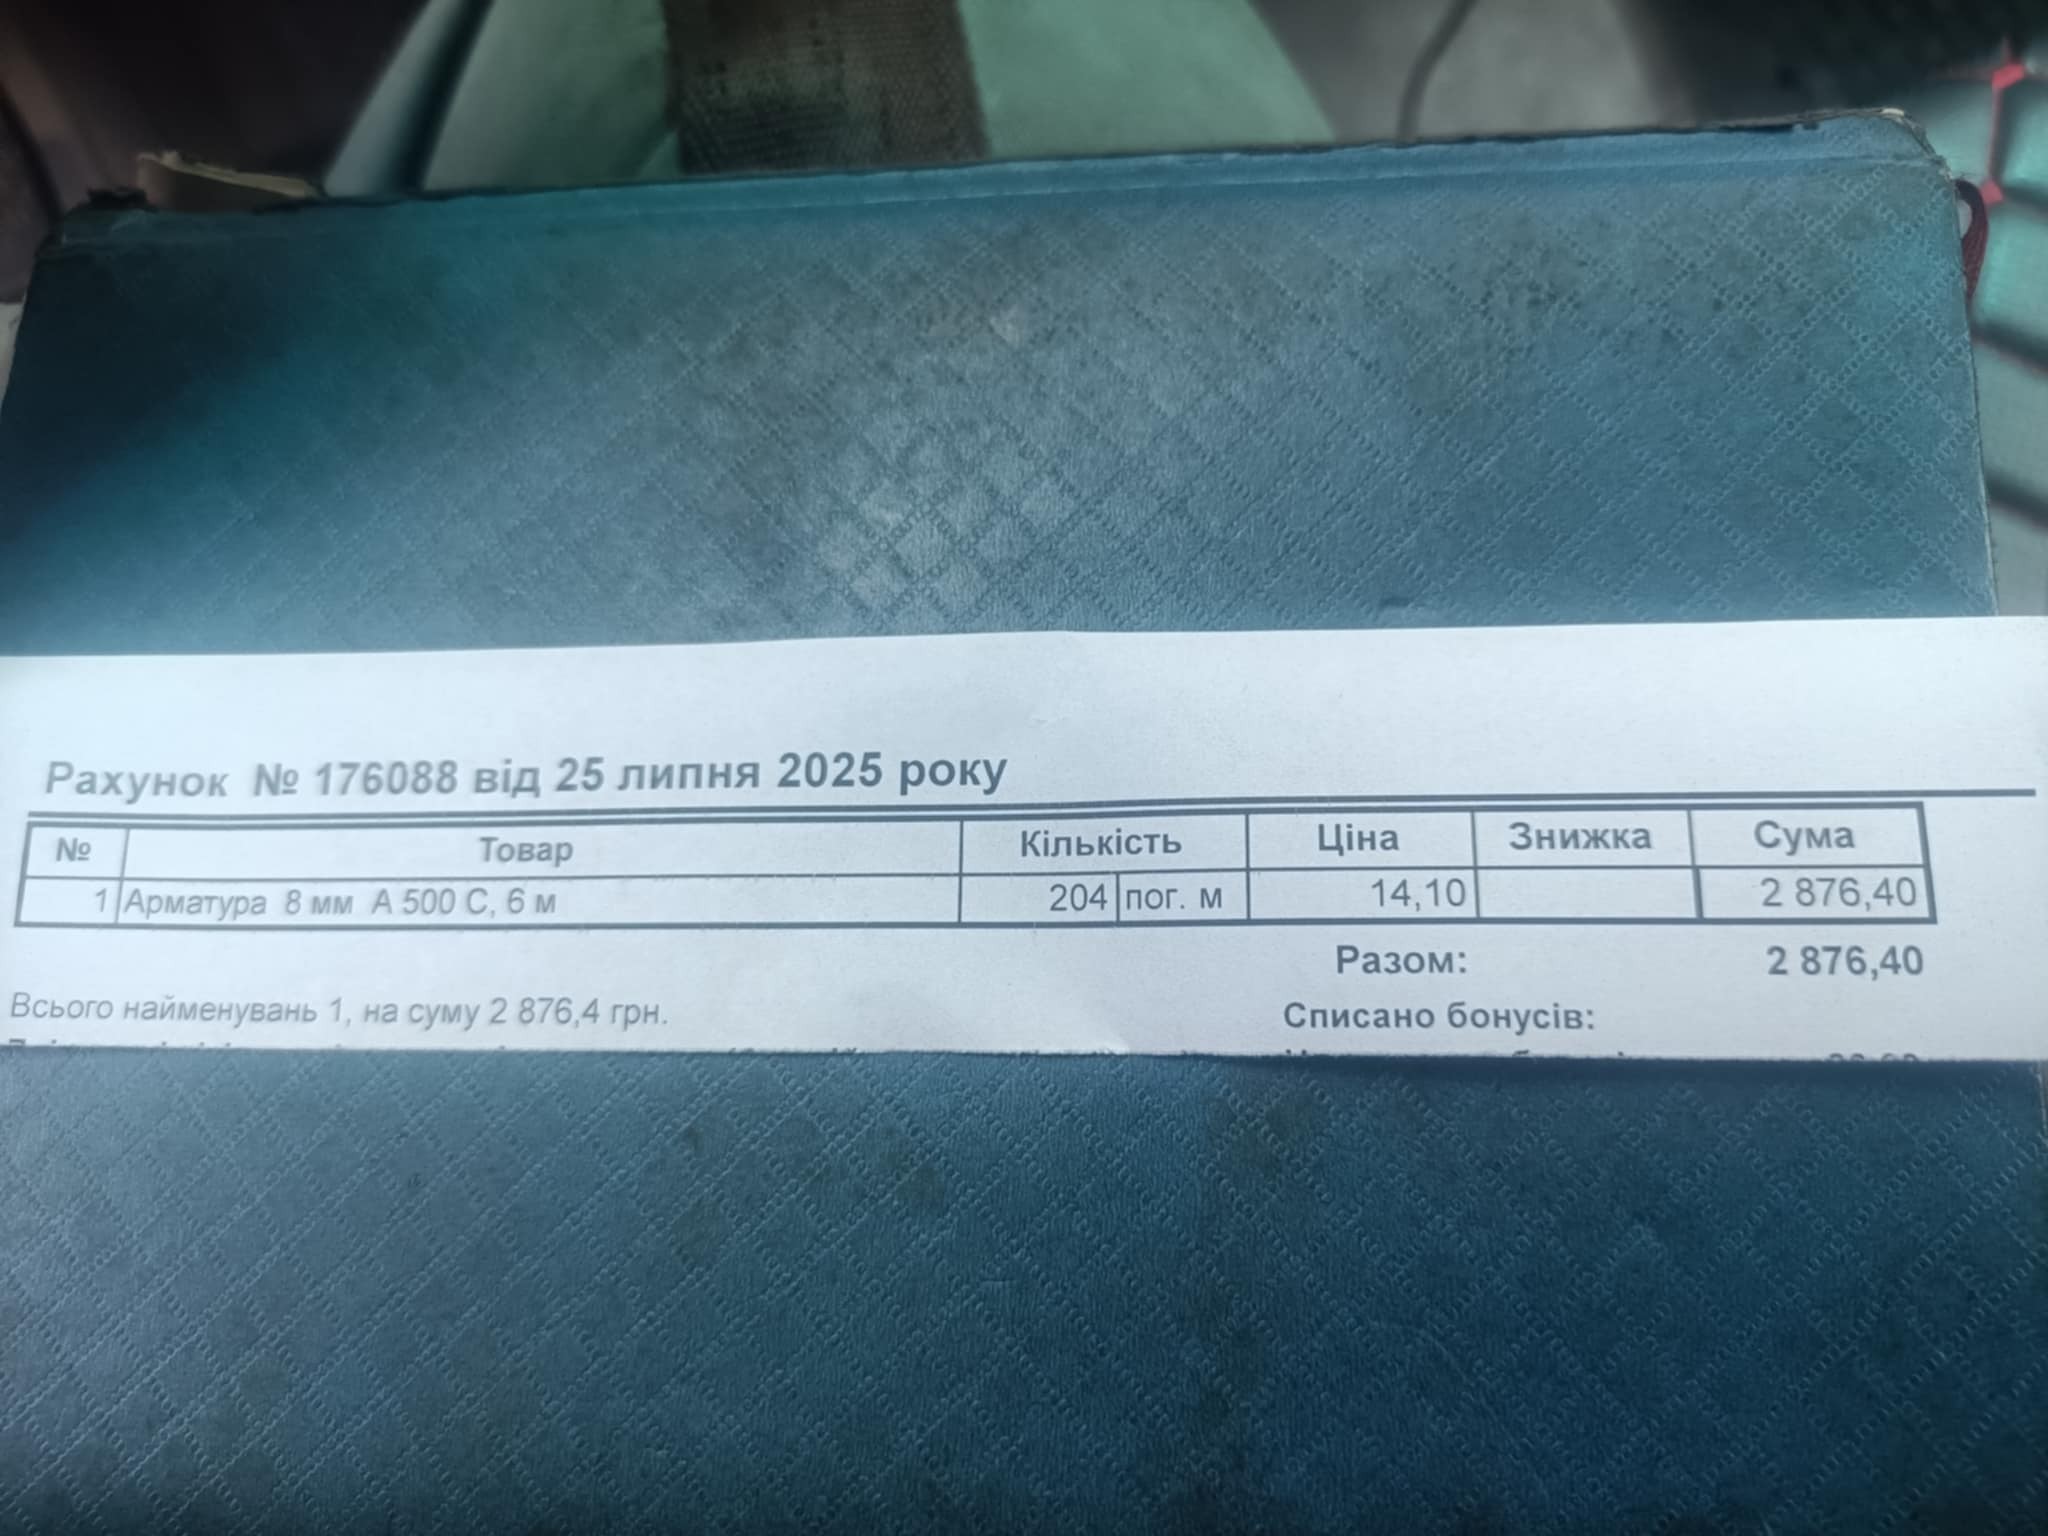 Рахунок № 176088 від 25 липня 2025 року
№ Товар Кількість Ціна Знижка Сума
1 Арматура 8 мм А 500 С, 6 м 204 пог. м 14,10 2 876,40
Разом: 2 876,40
Всього найменувань 1, на суму 2 876,4 грн.
Списано бонусів: